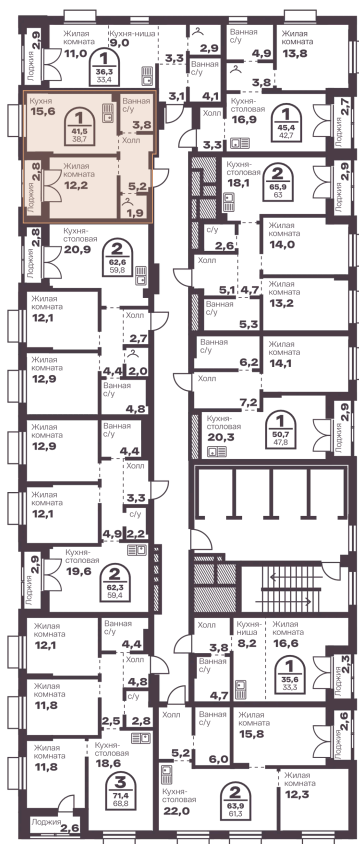 Лоджия
2,9
Жилая
комната
11,0
Кухня-ниша
9,0
1
36,3
33,4
3,3
2,9
3,1
4,1
Ванная
с/у
4,9
Жилая
комната
13,8
3,8
Кухня-
столовая
16,9
1
45,4
42,7
Лоджия
2,7
3,3
Кухня
15,6
1
41,5
38,7
Ванная
с/у
3,8
Холл
Лоджия
2,8
Жилая
комната
12,2
5,2
1,9
Кухня-
столовая
18,1
2
65,9
63
Лоджия
2,9
Лоджия
2,8
Кухня-
столовая
20,9
2
62,6
59,8
с/у
2,6
Жилая
комната
14,0
Холл
5,1
4,7
Жилая
комната
13,2
Ванная
с/у
5,3
Жилая
комната
12,1
Холл
2,7
Жилая
комната
12,9
4,4
2,0
Ванная
с/у
4,8
Ванная
с/у
6,2
Жилая
комната
14,1
Холл
7,2
Кухня-
столовая
20,3
1
50,7
47,8
Лоджия
2,9
Жилая
комната
12,9
Ванная
с/у
4,4
Холл
3,3
Жилая
комната
12,1
4,9
с/у
2,2
Лоджия
2,9
Кухня-
столовая
19,6
2
62,3
59,4
Жилая
комната
12,1
Ванная
с/у
4,4
Холл
4,8
Жилая
комната
11,8
2,5
с/у
2,8
Жилая
комната
11,8
Кухня-
столовая
18,6
3
71,4
68,8
Лоджия
2,6
Холл
3,8
Кухня-
ниша
8,2
Жилая
комната
16,6
1
35,6
33,3
Лоджия
2,3
Ванная
с/у
4,7
Холл
5,2
Ванная
с/у
6,0
Жилая
комната
15,8
Лоджия
2,6
Кухня-
столовая
22,0
2
63,9
61,3
Жилая
комната
12,3